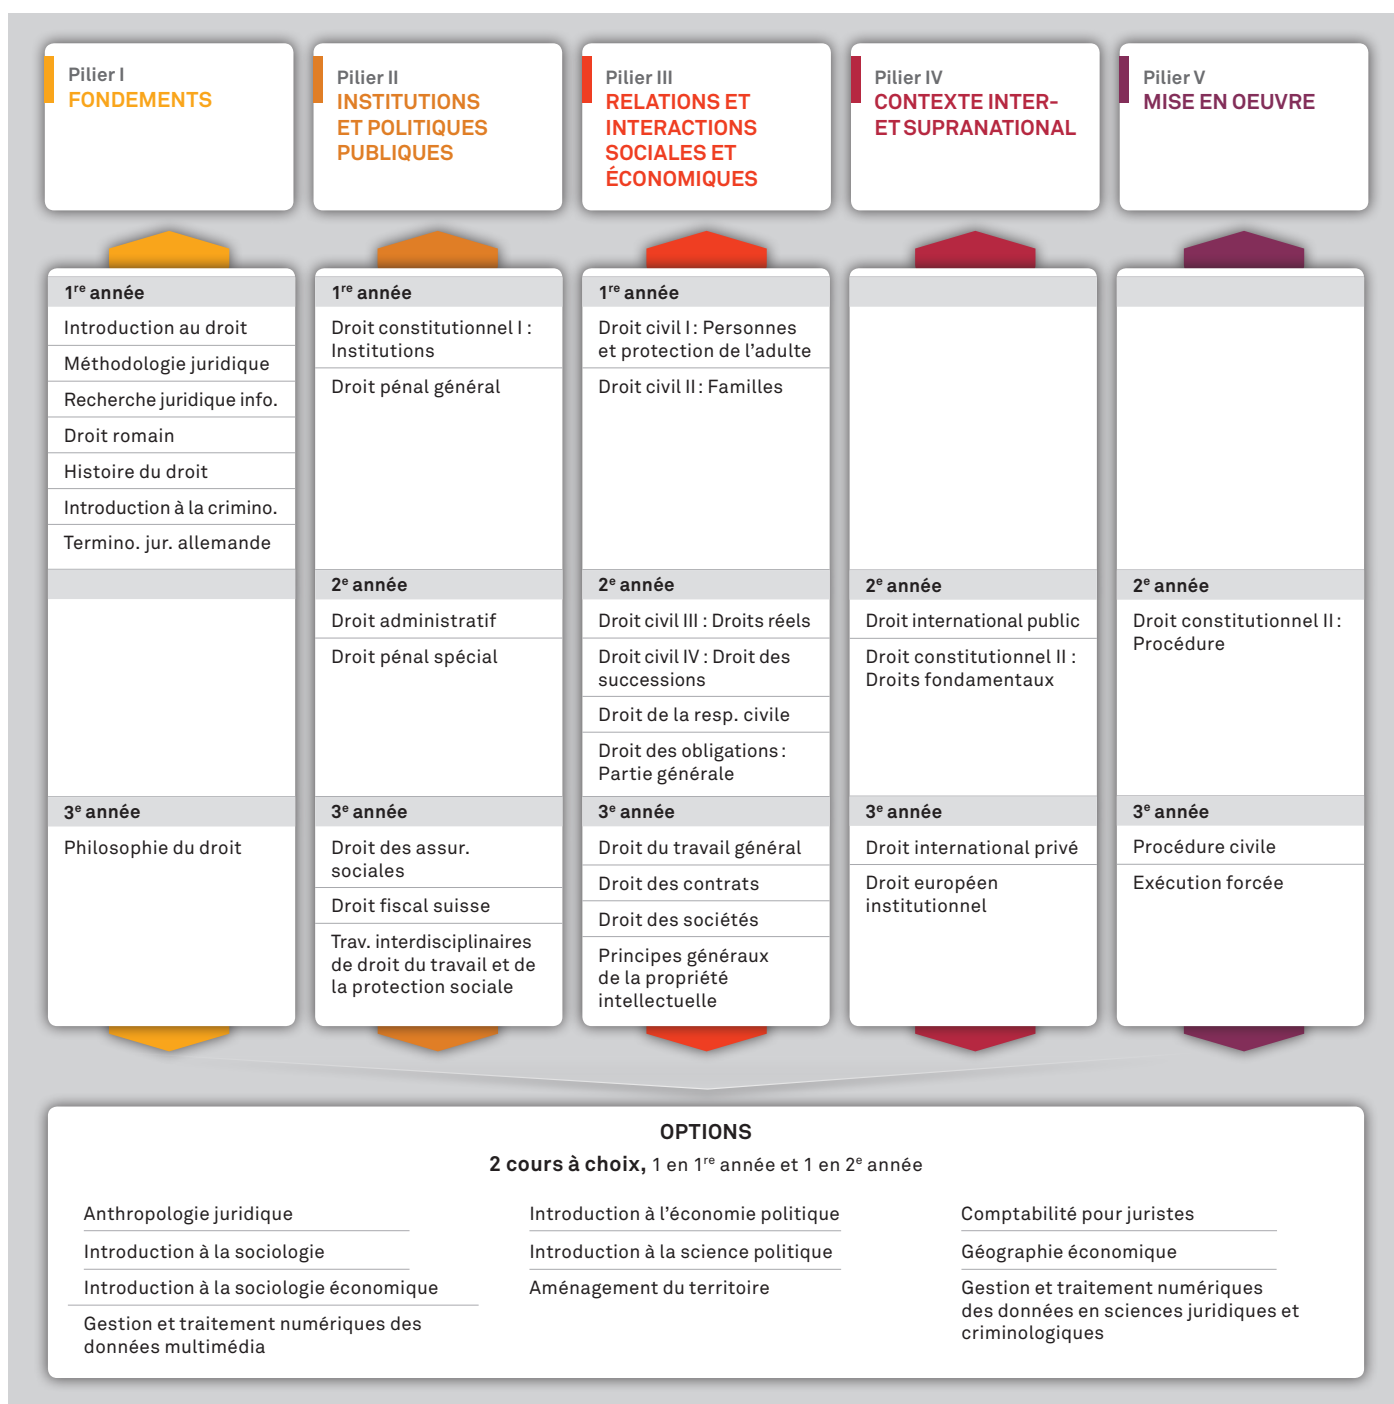 Pilier I
FONDEMENTS
Pilier II
INSTITUTIONS
ET POLITIQUES
PUBLIQUES
Pilier III
RELATIONS ET
INTERACTIONS
SOCIALES ET
ÉCONOMIQUES
Pilier IV
CONTEXTE INTER-
ET SUPRANATIONAL
Pilier V
MISE EN OEUVRE
1re année
Introduction au droit
Méthodologie juridique
Recherche juridique info.
Droit romain
Histoire du droit
Introduction à la crimino.
Termino. jur. allemande
3e année
Philosophie du droit
1re année
Droit constitutionnel I :
Institutions
Droit pénal général
2e année
Droit administratif
Droit pénal spécial
3e année
Droit des assur.
sociales
Droit fiscal suisse
Trav. interdisciplinaires
de droit du travail et de
la protection sociale
1re année
Droit civil I : Personnes
et protection de l'adulte
Droit civil II : Familles
2e année
Droit civil III : Droits réels
Droit civil IV : Droit des
successions
Droit de la resp. civile
Droit des obligations :
Partie générale
3e année
Droit du travail général
Droit des contrats
Droit des sociétés
Principes généraux
de la propriété
intellectuelle
2e année
Droit international public
Droit constitutionnel II :
Droits fondamentaux
3e année
Droit international privé
Droit européen
institutionnel
2e année
Droit constitutionnel II :
Procédure
3e année
Procédure civile
Exécution forcée
OPTIONS
2 cours à choix, 1 en 1re année et 1 en 2e année
Anthropologie juridique
Introduction à la sociologie
Introduction à la sociologie économique
Gestion et traitement numériques des
données multimédia
Introduction à l'économie politique
Introduction à la science politique
Aménagement du territoire
Comptabilité pour juristes
Géographie économique
Gestion et traitement numériques
des données en sciences juridiques et
criminologiques